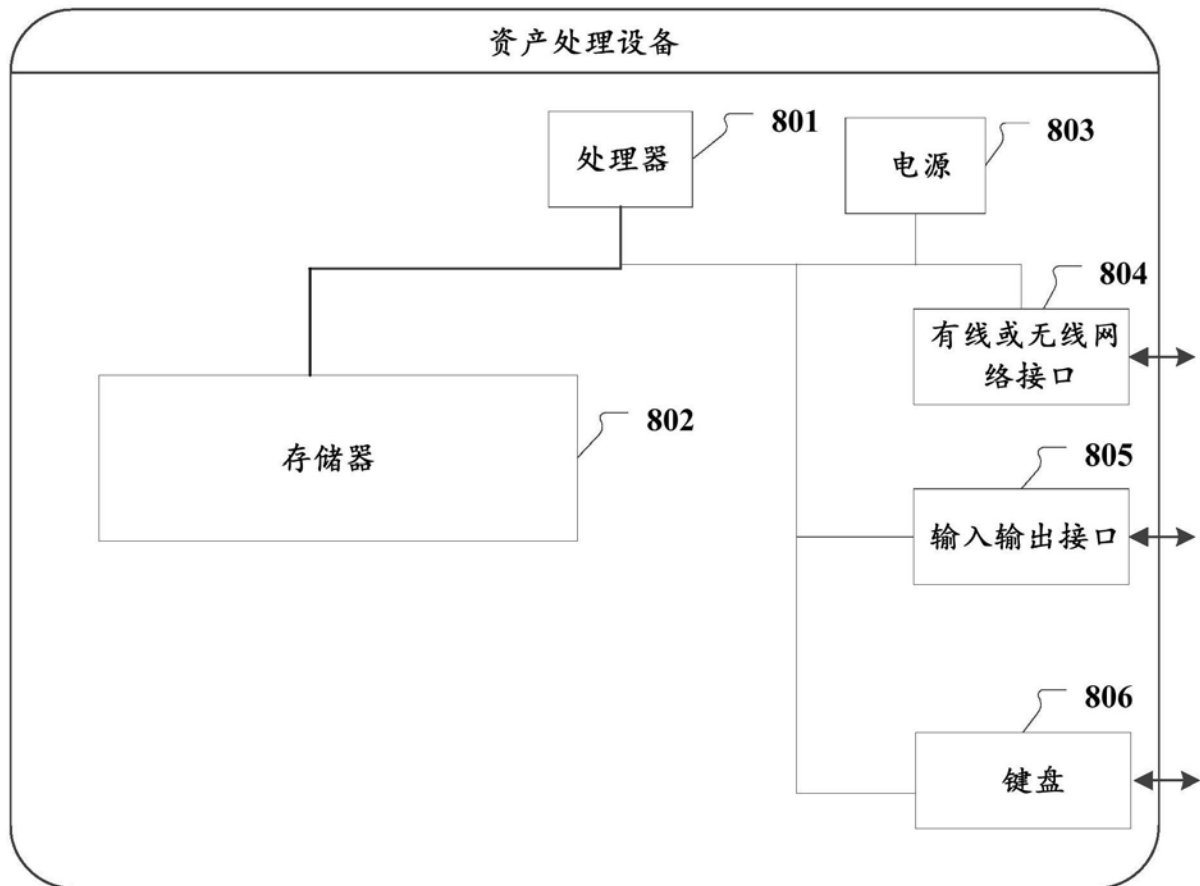 资产处理设备
处理器
801
电源
803
804
有线或无线网
络接口
存储器
802
805
输入输出接口
806
键盘